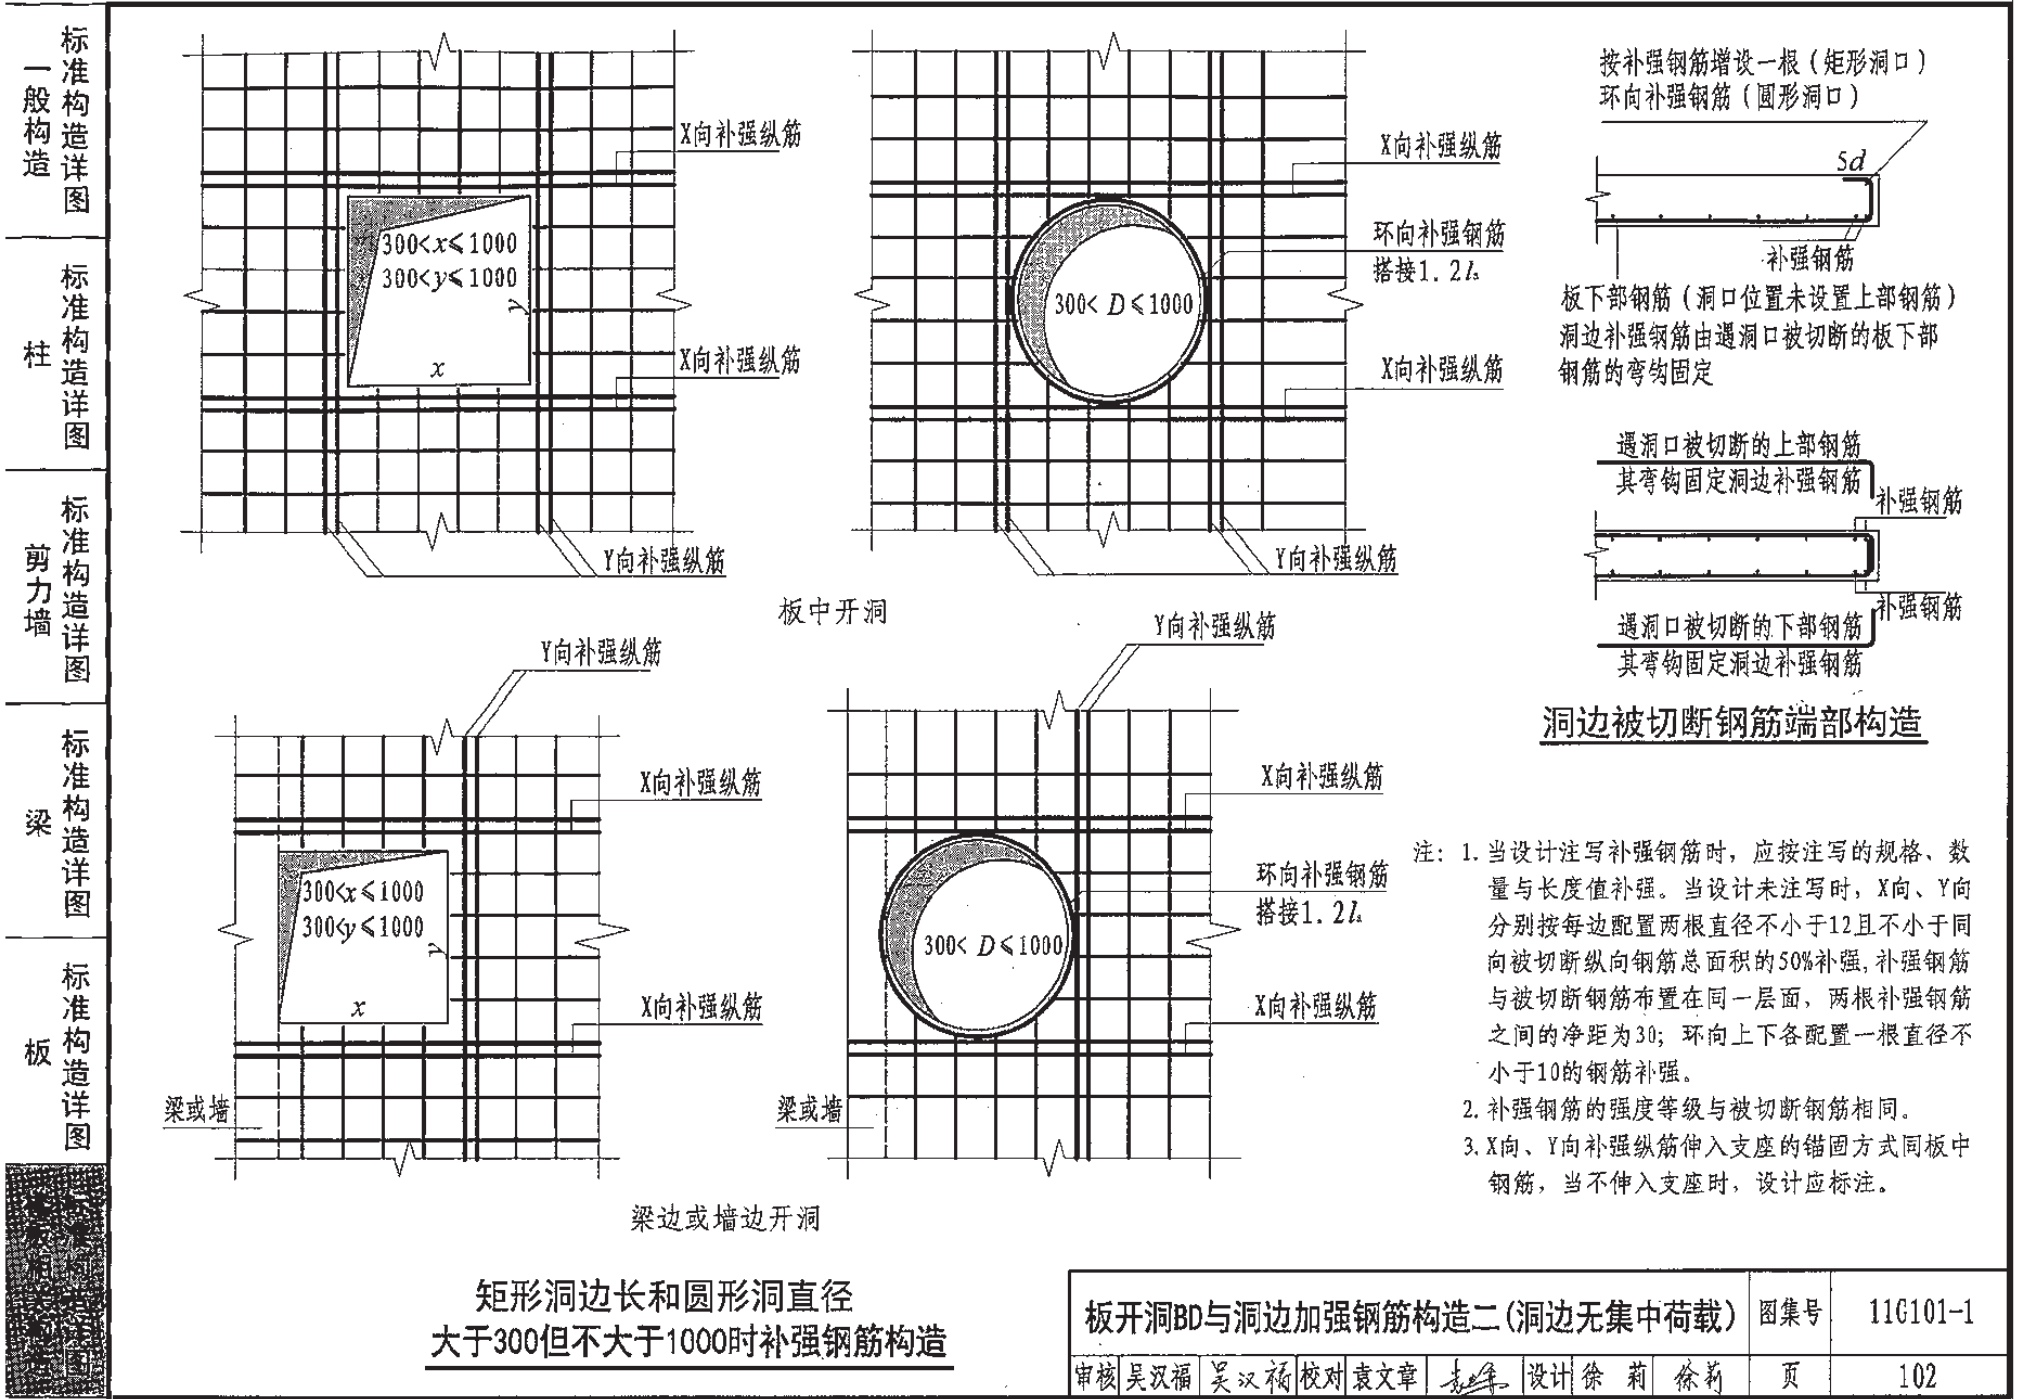 标准构造详图
一般构造
标准构造详图
柱
标准构造详图
剪力墙
标准构造详图
梁
标准构造详图
板
标准构造详图
X向补强纵筋
300<x≤1000
300<y≤1000
y
x
X向补强纵筋
Y向补强纵筋
X向补强纵筋
环向补强钢筋
搭接1.2lₐ
300< D ≤1000
X向补强纵筋
Y向补强纵筋
板中开洞
Y向补强纵筋
X向补强纵筋
300<x≤1000
300<y≤1000
y
x
X向补强纵筋
梁或墙
Y向补强纵筋
X向补强纵筋
环向补强钢筋
搭接1.2lₐ
300< D ≤1000
X向补强纵筋
梁或墙
梁边或墙边开洞
矩形洞边长和圆形洞直径
大于300但不大于1000时补强钢筋构造
按补强钢筋增设一根(矩形洞口)
环向补强钢筋(圆形洞口)
5d
补强钢筋
板下部钢筋(洞口位置未设置上部钢筋)
洞边补强钢筋由遇洞口被切断的板下部
钢筋的弯钩固定
遇洞口被切断的上部钢筋
其弯钩固定洞边补强钢筋
补强钢筋
补强钢筋
遇洞口被切断的下部钢筋
其弯钩固定洞边补强钢筋
洞边被切断钢筋端部构造
注: 1.当设计注写补强钢筋时，应按注写的规格、数
量与长度值补强。当设计未注写时，X向、Y向
分别按每边配置两根直径不小于12且不小于同
向被切断纵向钢筋总面积的50%补强,补强钢筋
与被切断钢筋布置在同一层面，两根补强钢筋
之间的净距为30；环向上下各配置一根直径不
小于10的钢筋补强。
2.补强钢筋的强度等级与被切断钢筋相同。
3.X向、Y向补强纵筋伸入支座的锚固方式同板中
钢筋，当不伸入支座时，设计应标注。
板开洞BD与洞边加强钢筋构造二(洞边无集中荷载) 图集号 11G101-1
审核 吴汉福 吴汉福 校对 袁文章 设计 徐 莉 徐莉 页 102